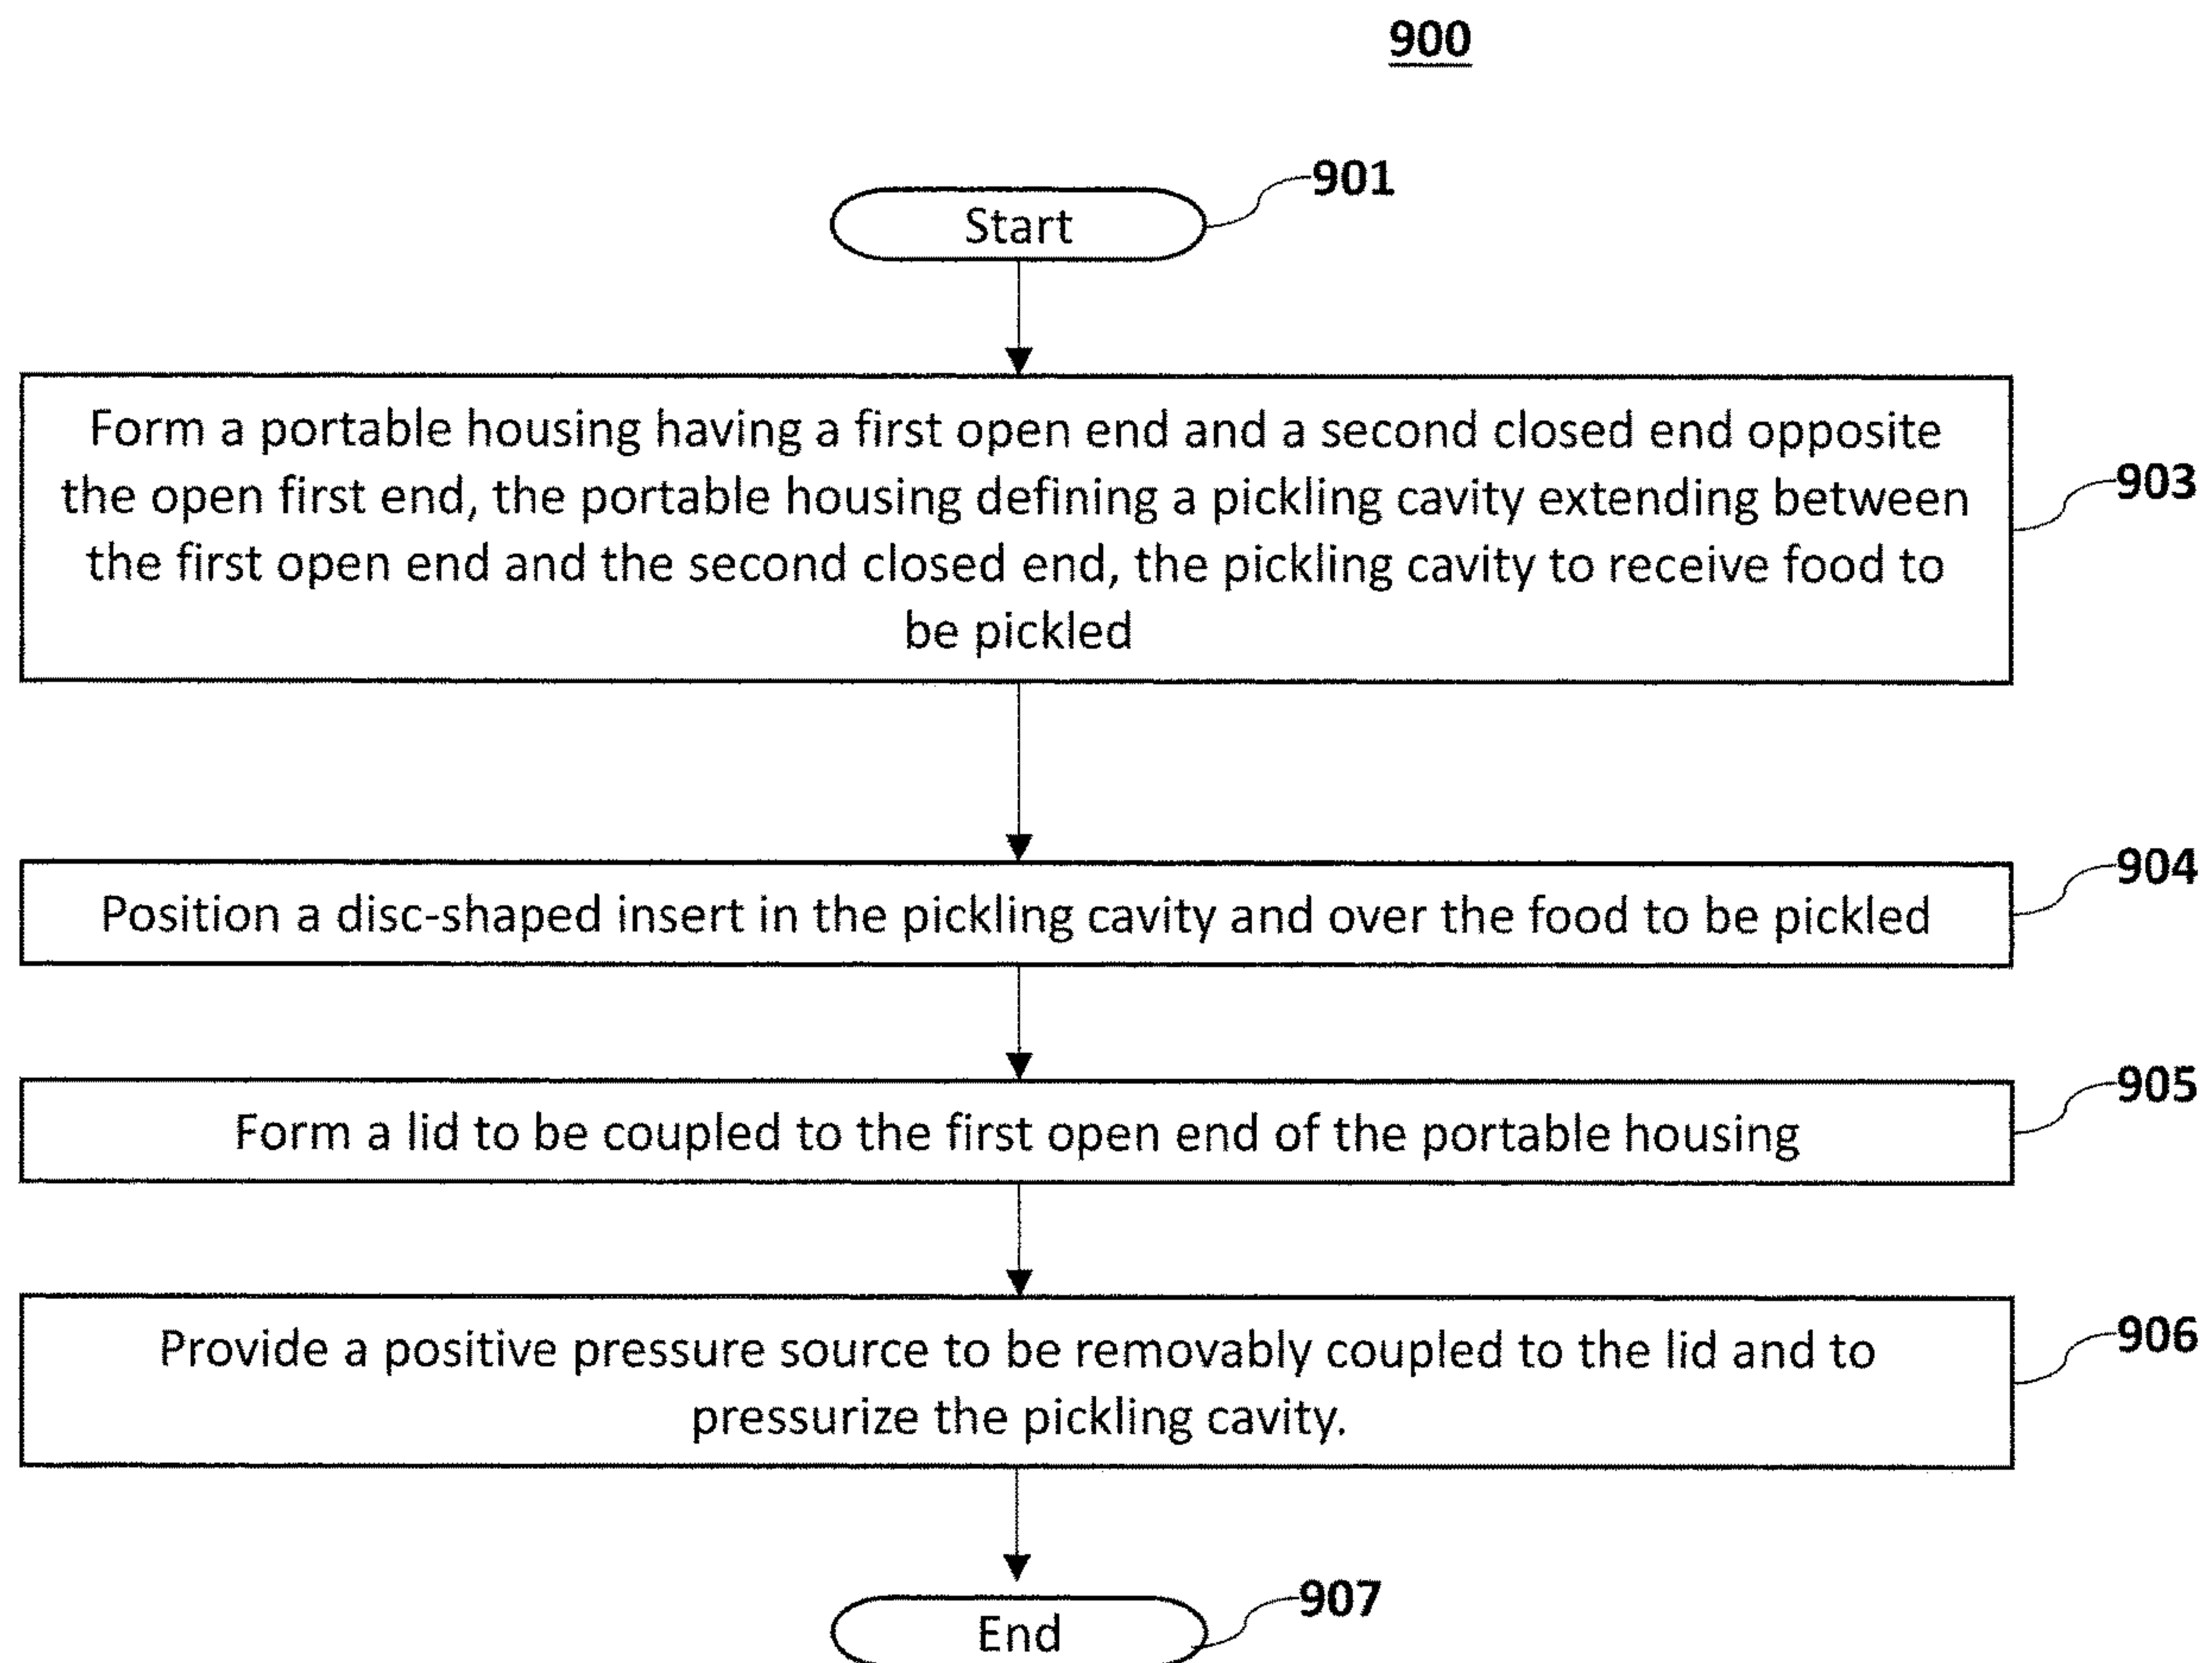 900
901
Start
Form a portable housing having a first open end and a second closed end opposite
the open first end, the portable housing defining a pickling cavity extending between
the first open end and the second closed end, the pickling cavity to receive food to
be pickled
903
904
Position a disc-shaped insert in the pickling cavity and over the food to be pickled
905
Form a lid to be coupled to the first open end of the portable housing
906
Provide a positive pressure source to be removably coupled to the lid and to
pressurize the pickling cavity.
907
End